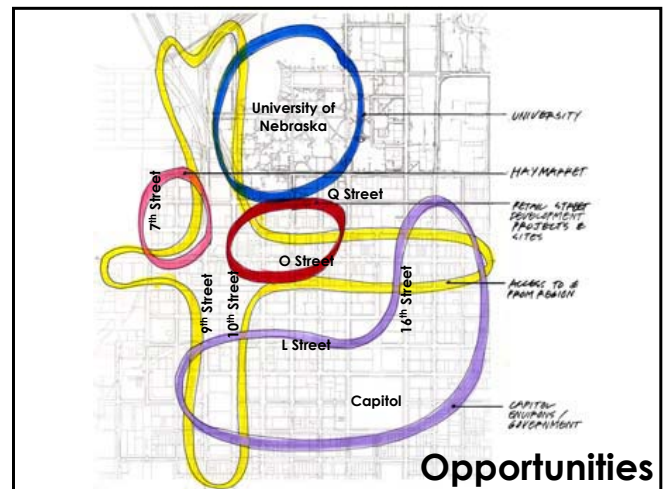 University of
Nebraska
UNIVERSITY
HAYMARKET
7th Street
Q Street
RETAIL STREET
DEVELOPMENT
PROJECTS &
SITES
O Street
ACCESS TO &
FROM REGION
9th Street
10th Street
16th Street
L Street
Capitol
CAPITOL
ENVIRONS /
GOVERNMENT
Opportunities